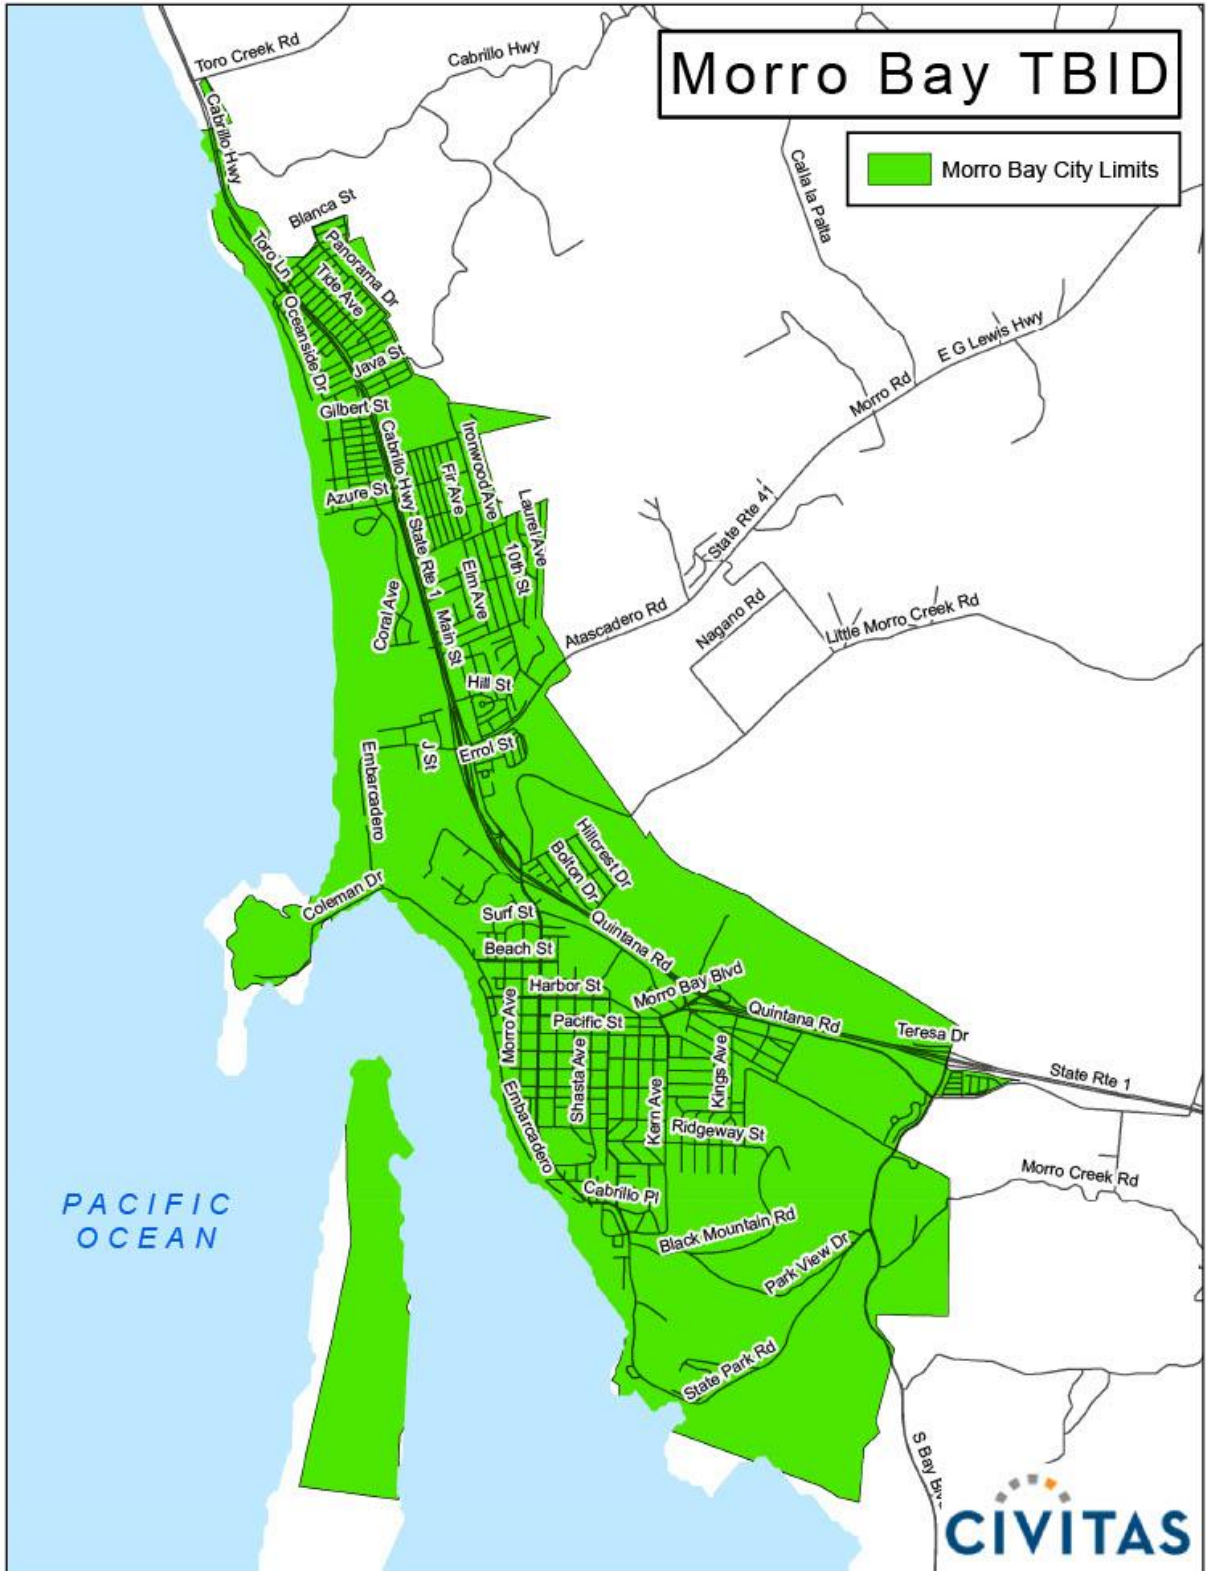 Morro Bay TBID
Morro Bay City Limits
Toro Creek Rd
Cabrillo Hwy
Cabrillo Hwy
Calla la Palta
Blanca St
Panorama Dr
Toro Ln
Tide Ave
Oceanside Dr
Java St
E G Lewis Hwy
Morro Rd
Gilbert St
Cabrillo Hwy
Ironwood Ave
Fir Ave
Azure St
Laurel Ave
State Rte 41
State Rte 1
10th St
Elm Ave
Coral Ave
Main St
Atascadero Rd
Nagano Rd
Little Morro Creek Rd
Hill St
Errol St
J St
Embarcadero
Hillcrest Dr
Bolton Dr
Coleman Dr
Surf St
Quintana Rd
Beach St
Harbor St
Morro Bay Blvd
Morro Ave
Pacific St
Quintana Rd
Teresa Dr
State Rte 1
Shasta Ave
Kings Ave
Kern Ave
Embarcadero
Ridgeway St
Morro Creek Rd
Cabrillo Pl
PACIFIC
OCEAN
Black Mountain Rd
Park View Dr
State Park Rd
S Bay Blv
CIVITAS